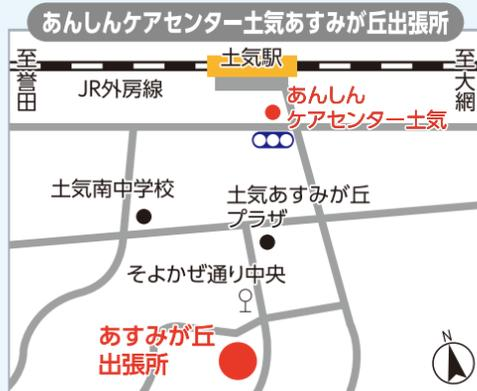 あんしんケアセンター土気あすみが丘出張所
至誉田
土気駅
至大網
JR外房線
あんしん
ケアセンター土気
土気南中学校
土気あすみが丘
プラザ
そよかぜ通り中央
あすみが丘
出張所
N